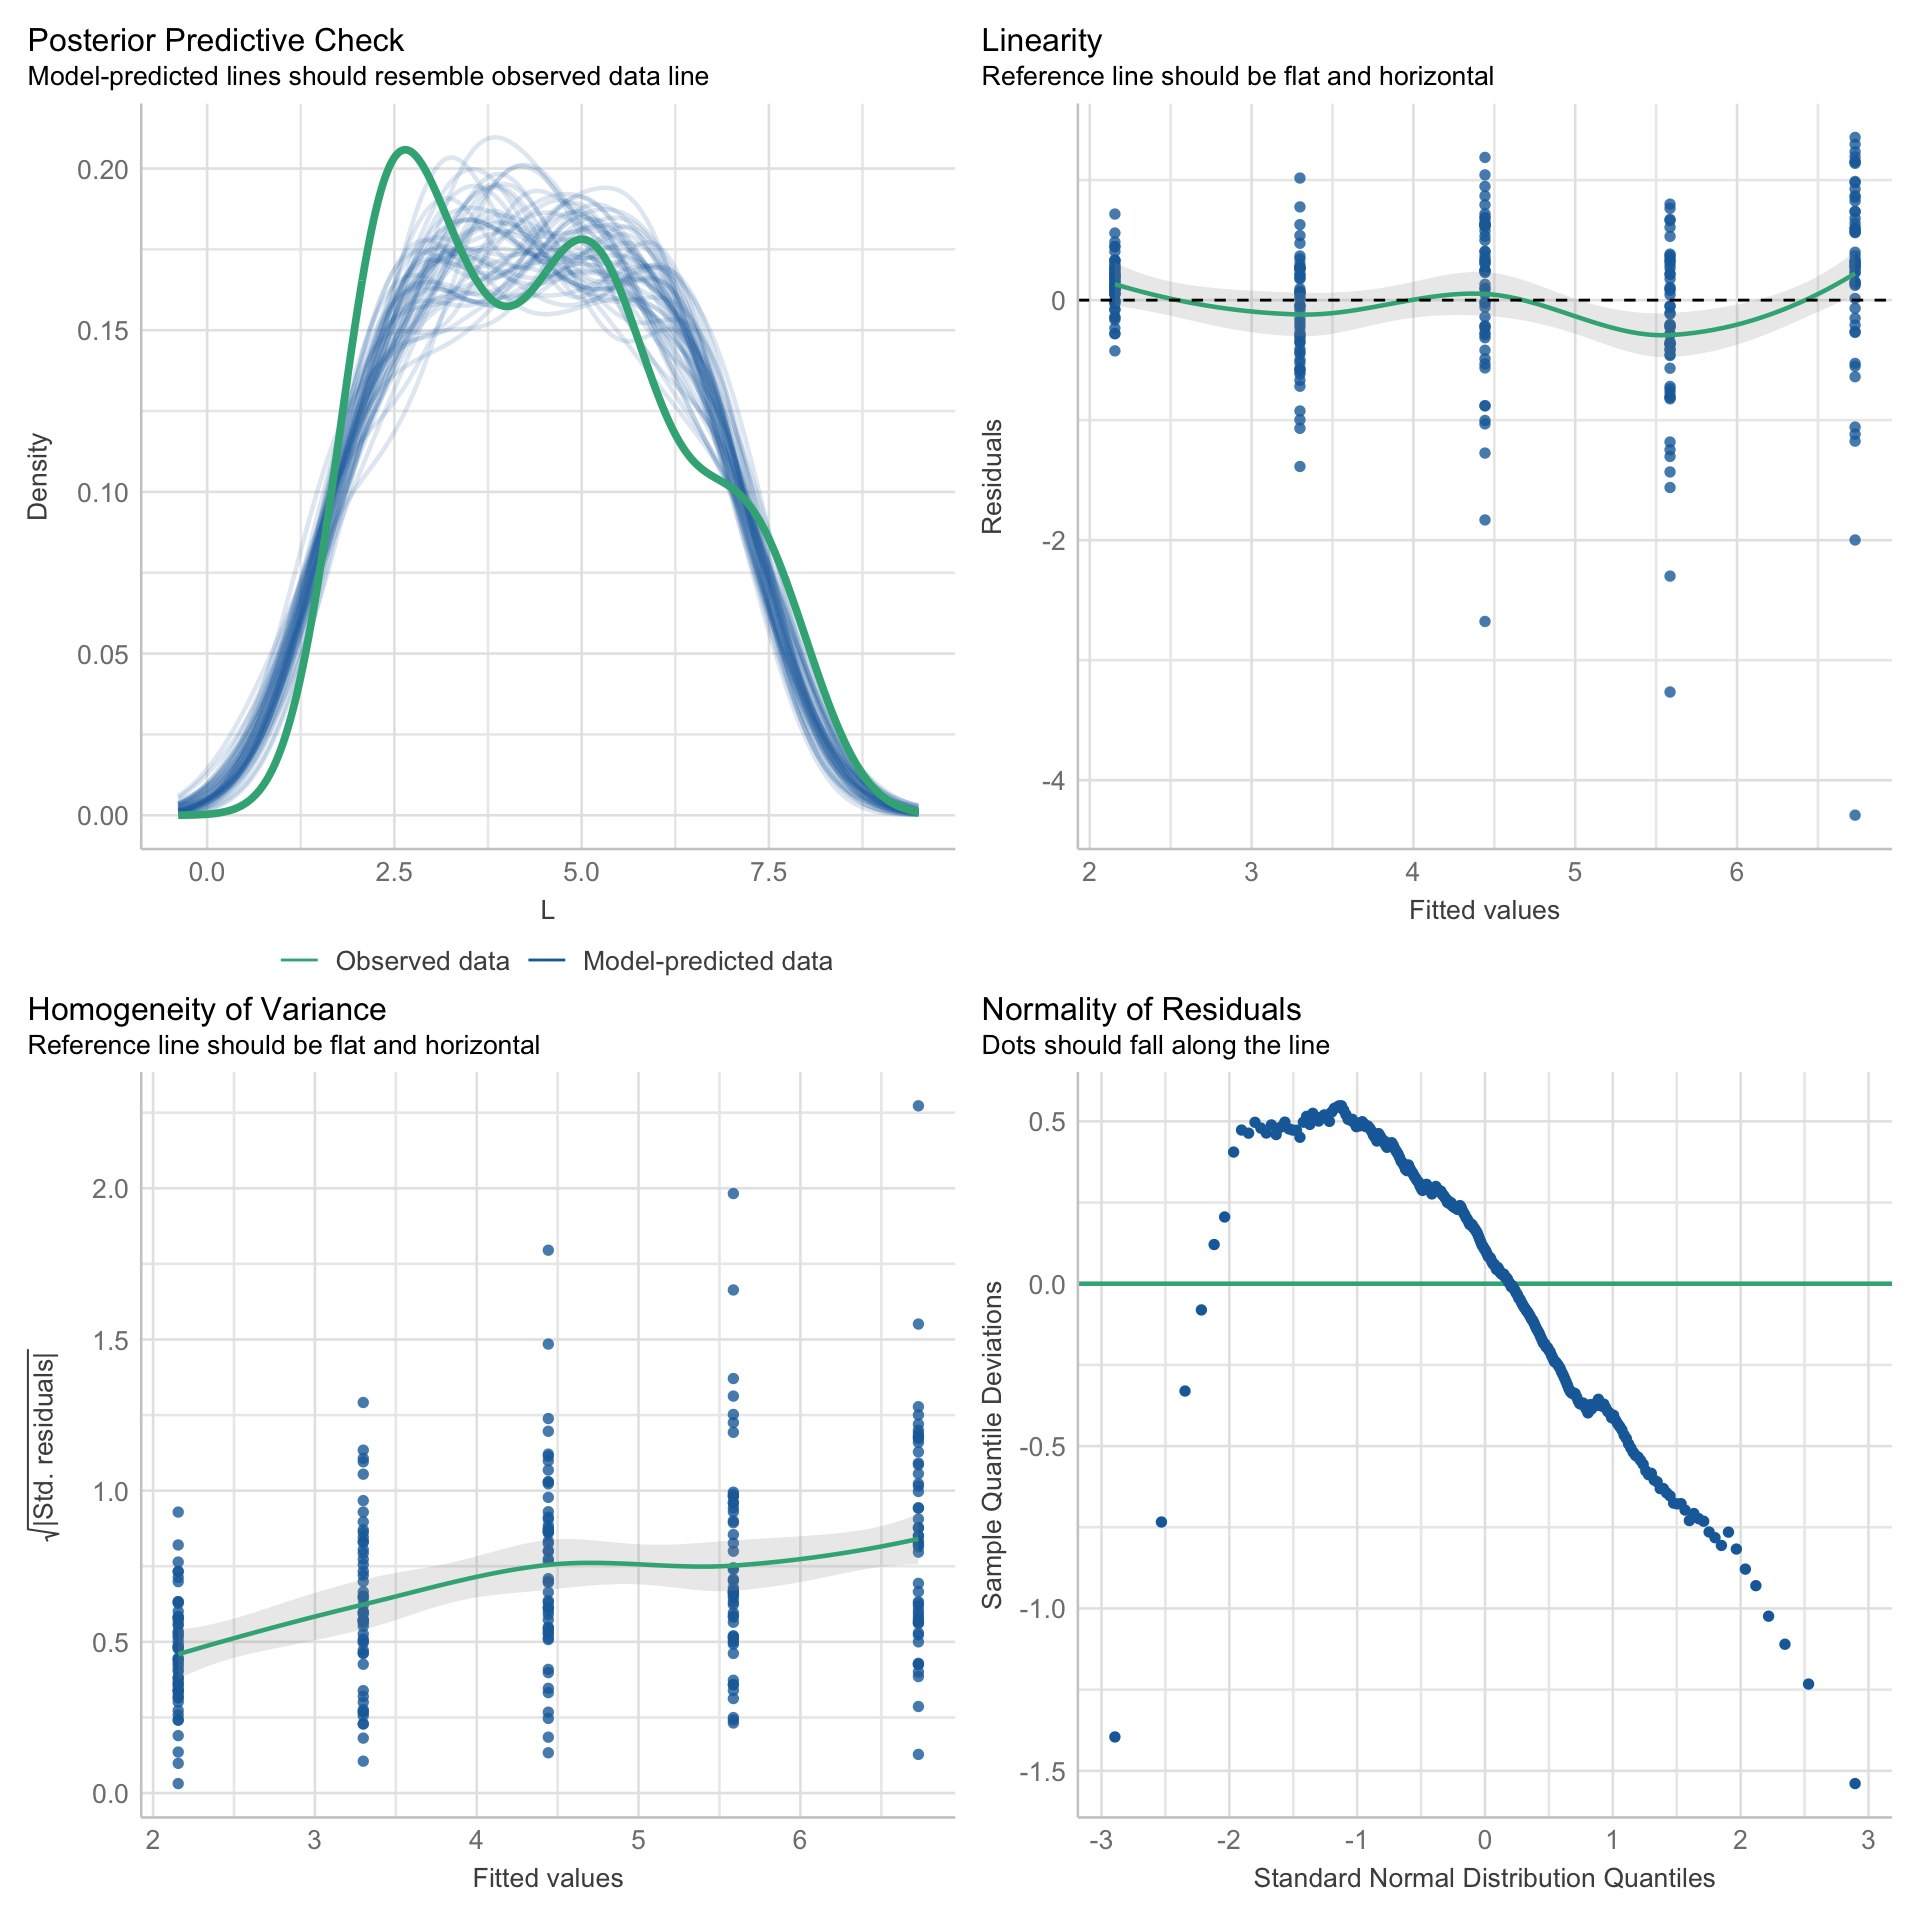 Posterior Predictive Check
Model-predicted lines should resemble observed data line
0.20
0.15
0.10
0.05
0.00
Density
0.0 2.5 5.0 7.5
L
Observed data Model-predicted data
Linearity
Reference line should be flat and horizontal
0
-2
-4
Residuals
2 3 4 5 6
Fitted values
Homogeneity of Variance
Reference line should be flat and horizontal
2.0
1.5
1.0
0.5
0.0
√|Std. residuals|
2 3 4 5 6
Fitted values
Normality of Residuals
Dots should fall along the line
0.5
0.0
-0.5
-1.0
-1.5
Sample Quantile Deviations
-3 -2 -1 0 1 2 3
Standard Normal Distribution Quantiles